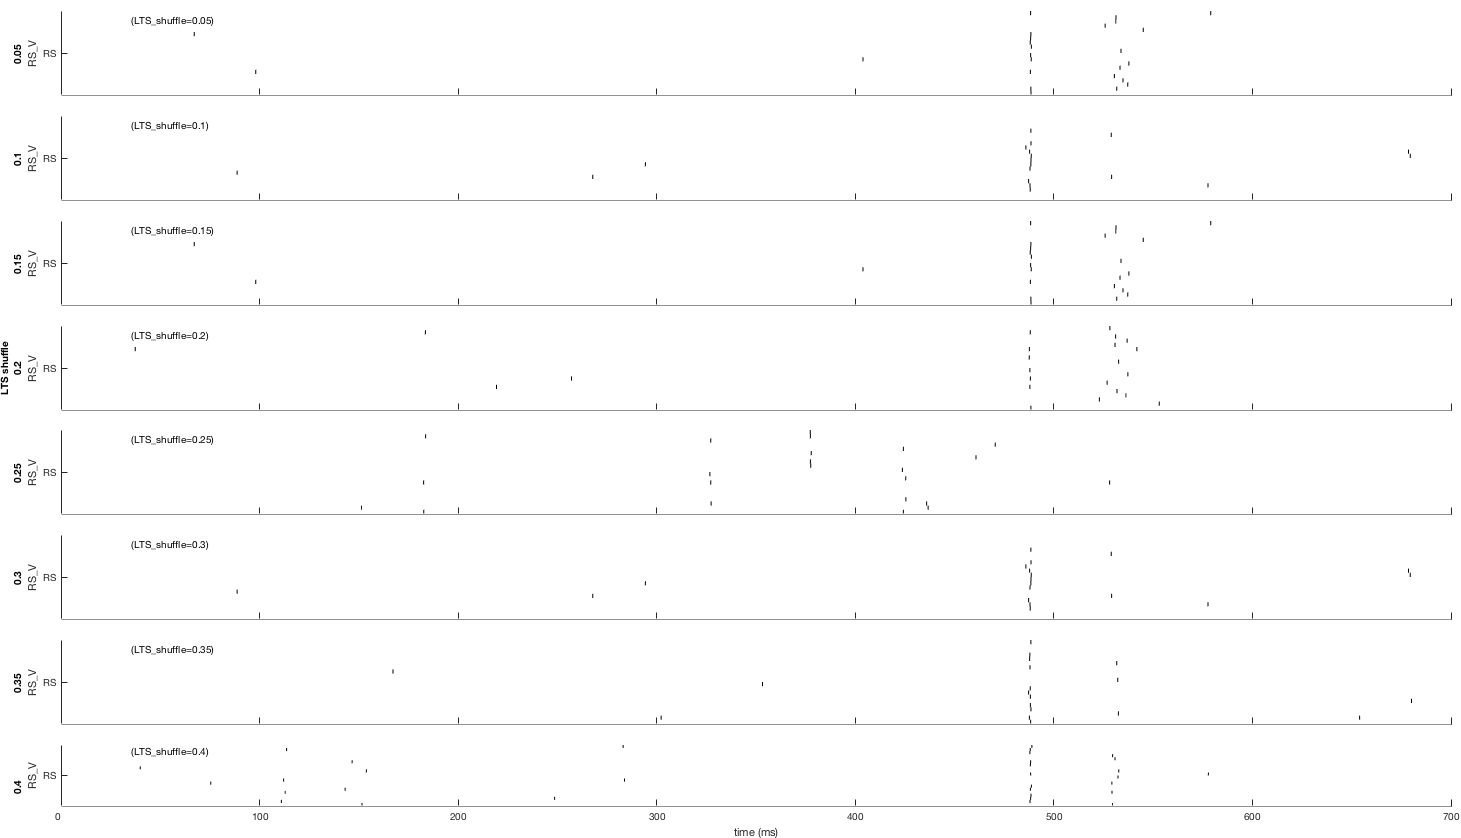 (LTS_shuffle=0.05)
0.05
RS_V
RS
(LTS_shuffle=0.1)
0.1
RS_V
RS
(LTS_shuffle=0.15)
0.15
RS_V
RS
LTS shuffle
(LTS_shuffle=0.2)
0.2
RS_V
RS
(LTS_shuffle=0.25)
0.25
RS_V
RS
(LTS_shuffle=0.3)
0.3
RS_V
RS
(LTS_shuffle=0.35)
0.35
RS_V
RS
(LTS_shuffle=0.4)
0.4
RS_V
RS
0 100 200 300 400 500 600 700
time (ms)